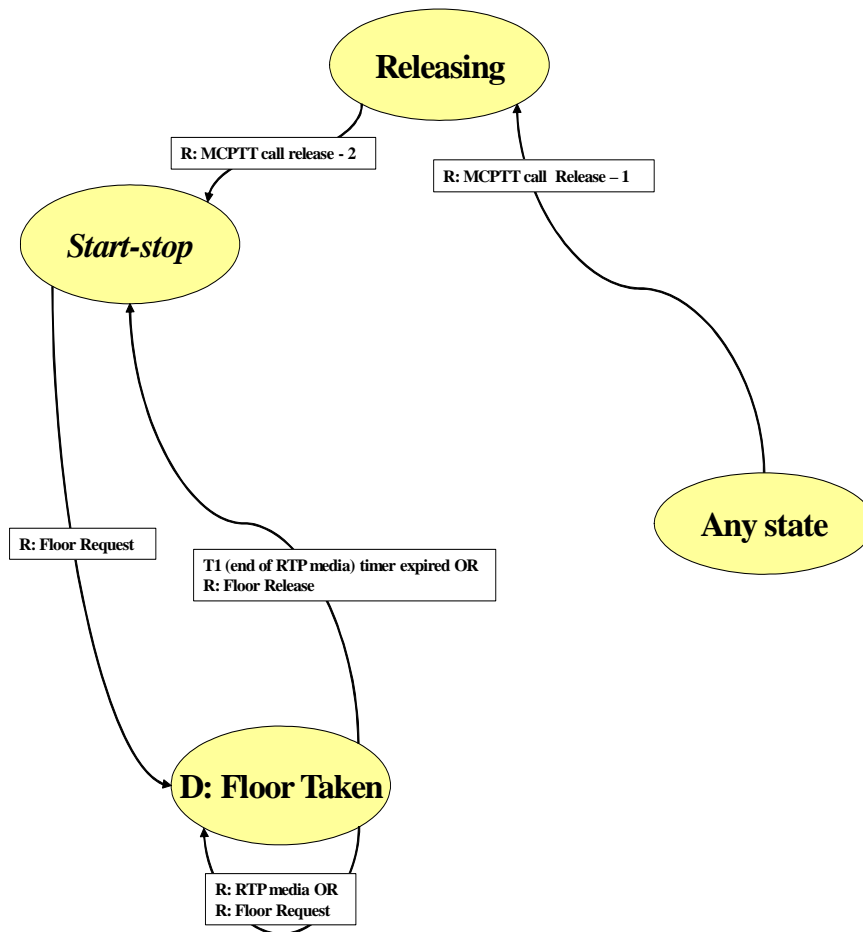 Releasing
R: MCPTT call release - 2
R: MCPTT call Release – 1
Start-stop
Any state
R: Floor Request
T1 (end of RTP media) timer expired OR
R: Floor Release
D: Floor Taken
R: RTP media OR
R: Floor Request